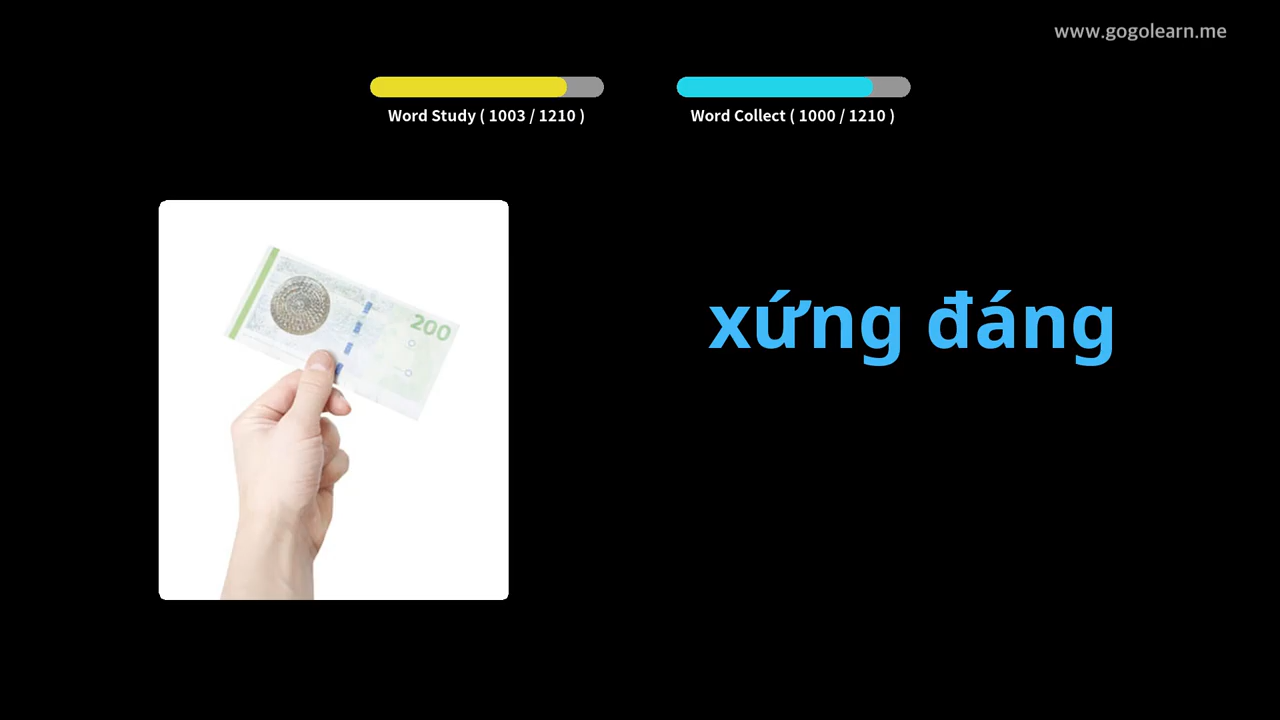 www.gogolearn.me
Word Study ( 1003 / 1210 )
Word Collect ( 1000 / 1210 )
200
xứng đáng